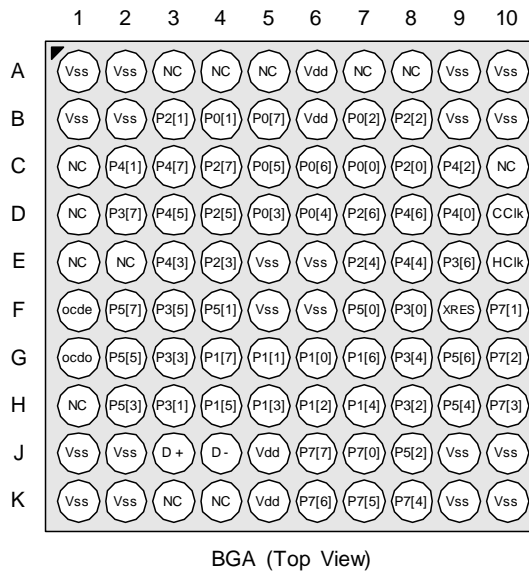 1 2 3 4 5 6 7 8 9 10
A Vss Vss NC NC NC Vdd NC NC Vss Vss
B Vss Vss P2[1] P0[1] P0[7] Vdd P0[2] P2[2] Vss Vss
C NC P4[1] P4[7] P2[7] P0[5] P0[6] P0[0] P2[0] P4[2] NC
D NC P3[7] P4[5] P2[5] P0[3] P0[4] P2[6] P4[6] P4[0] CClk
E NC NC P4[3] P2[3] Vss Vss P2[4] P4[4] P3[6] HClk
F ocde P5[7] P3[5] P5[1] Vss Vss P5[0] P3[0] XRES P7[1]
G ocdo P5[5] P3[3] P1[7] P1[1] P1[0] P1[6] P3[4] P5[6] P7[2]
H NC P5[3] P3[1] P1[5] P1[3] P1[2] P1[4] P3[2] P5[4] P7[3]
J Vss Vss D + D - Vdd P7[7] P7[0] P5[2] Vss Vss
K Vss Vss NC NC Vdd P7[6] P7[5] P7[4] Vss Vss
BGA (Top View)